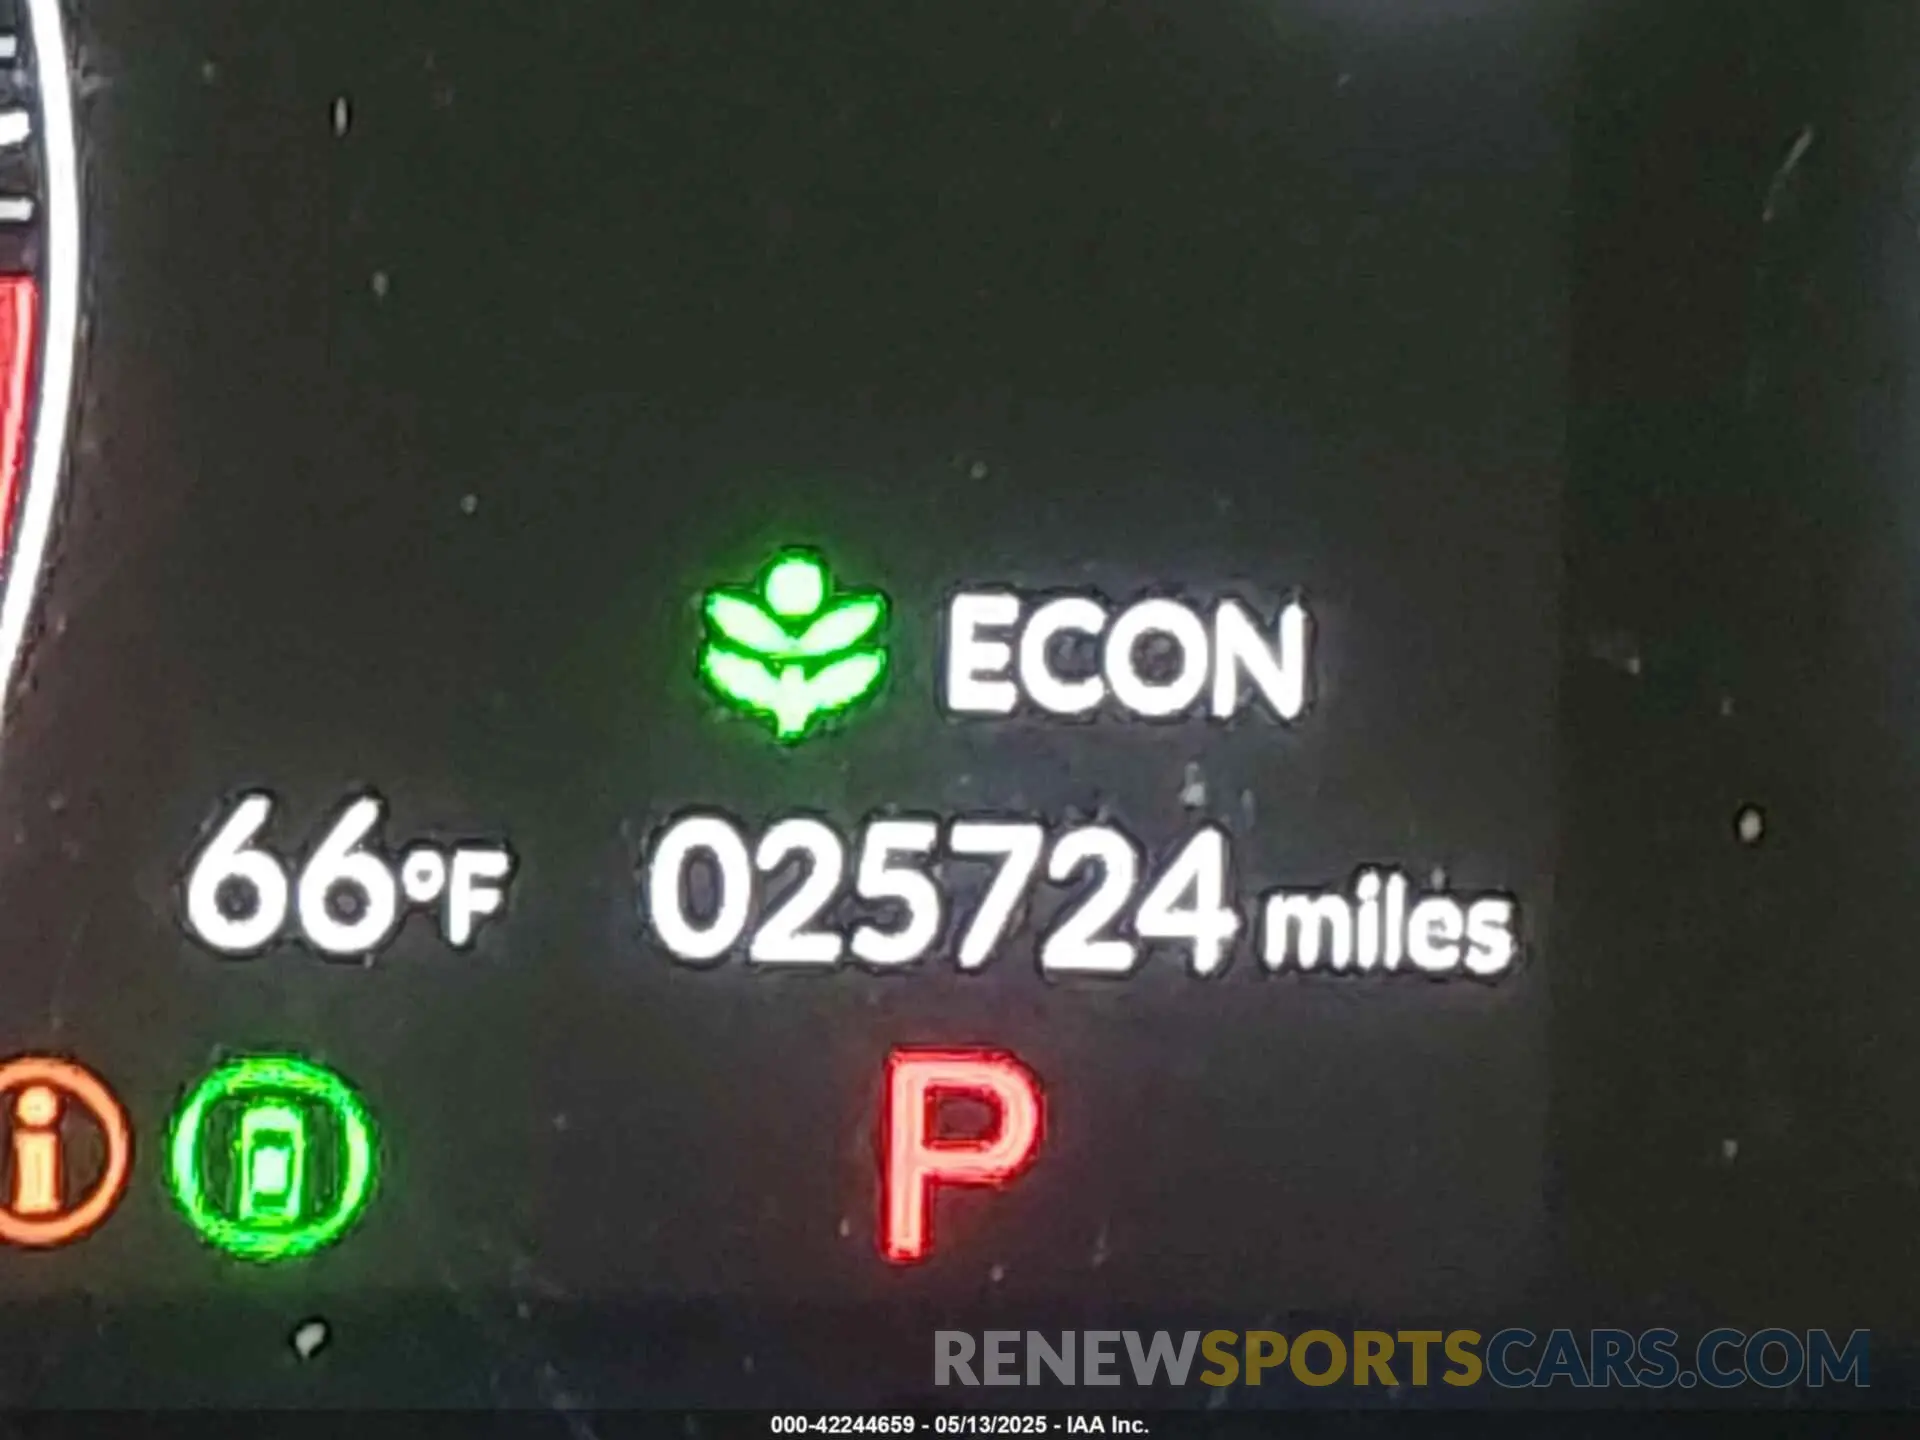 ECON
66°F 025724 miles
i P
RENEWSPORTSCARS.COM
000-42244659 - 05/13/2025 - IAA Inc.